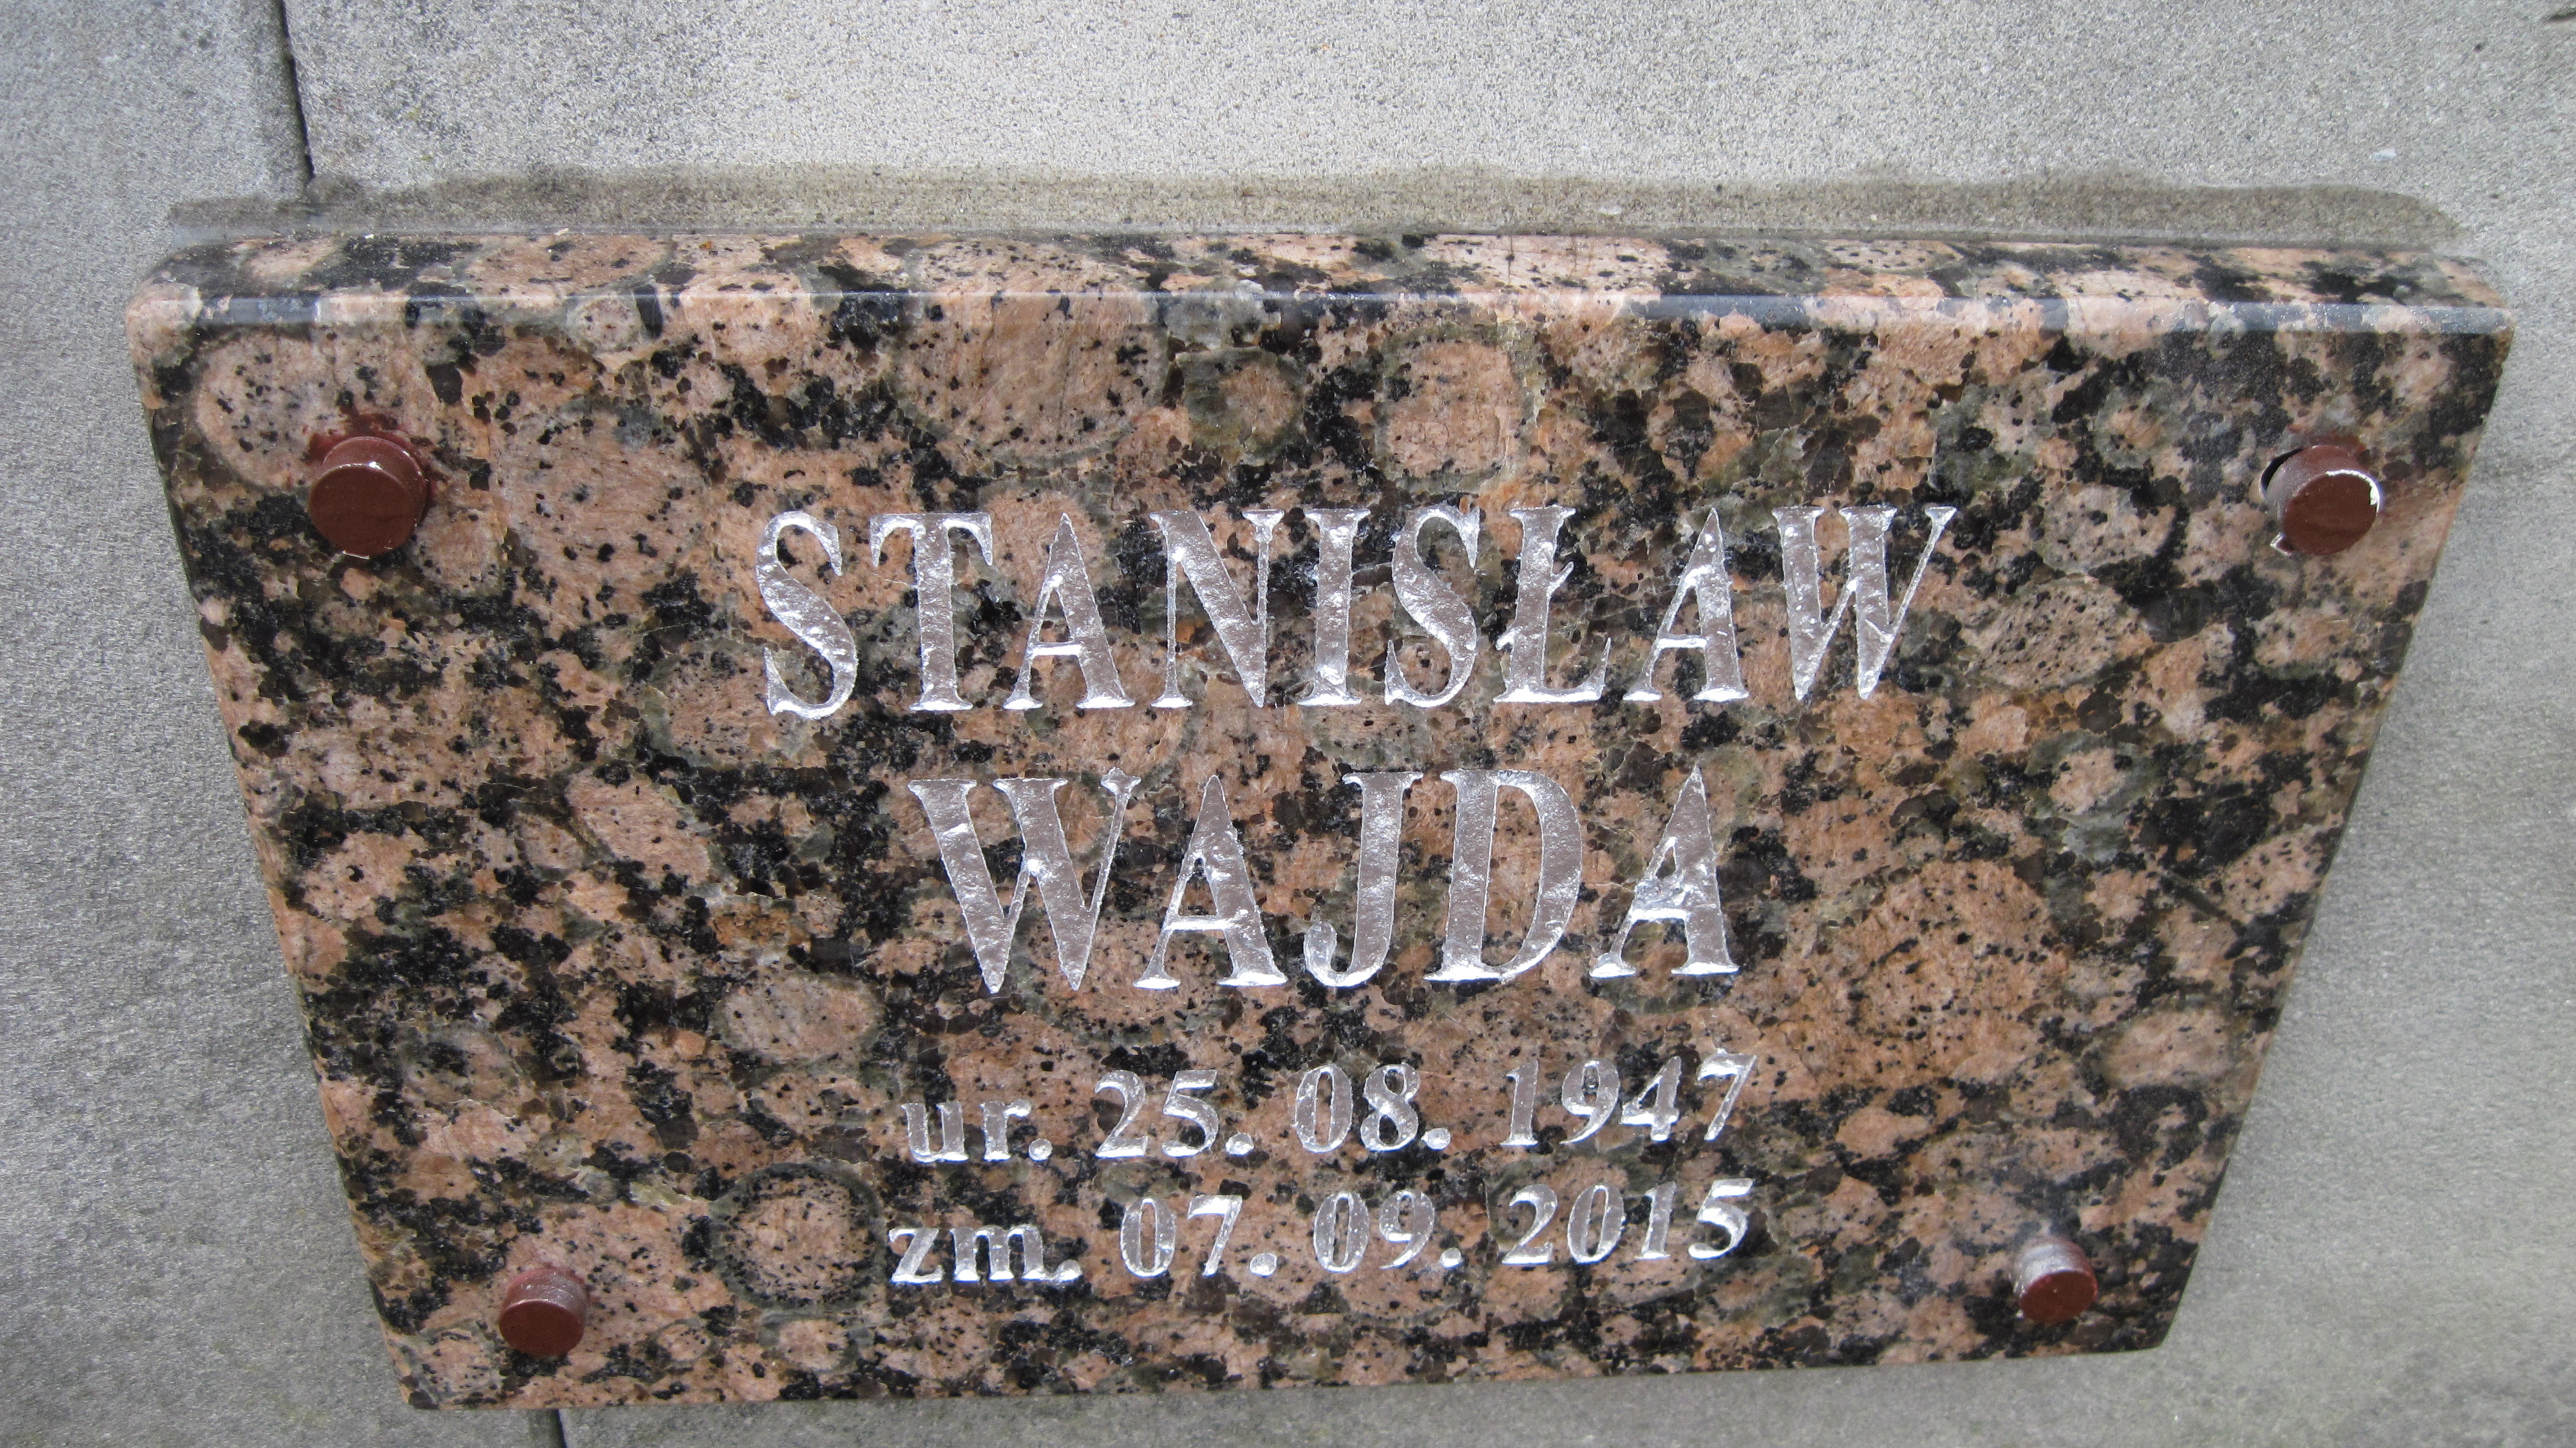 STANISŁAW
WAJDA
ur. 25. 08. 1947
zm. 07. 09. 2015